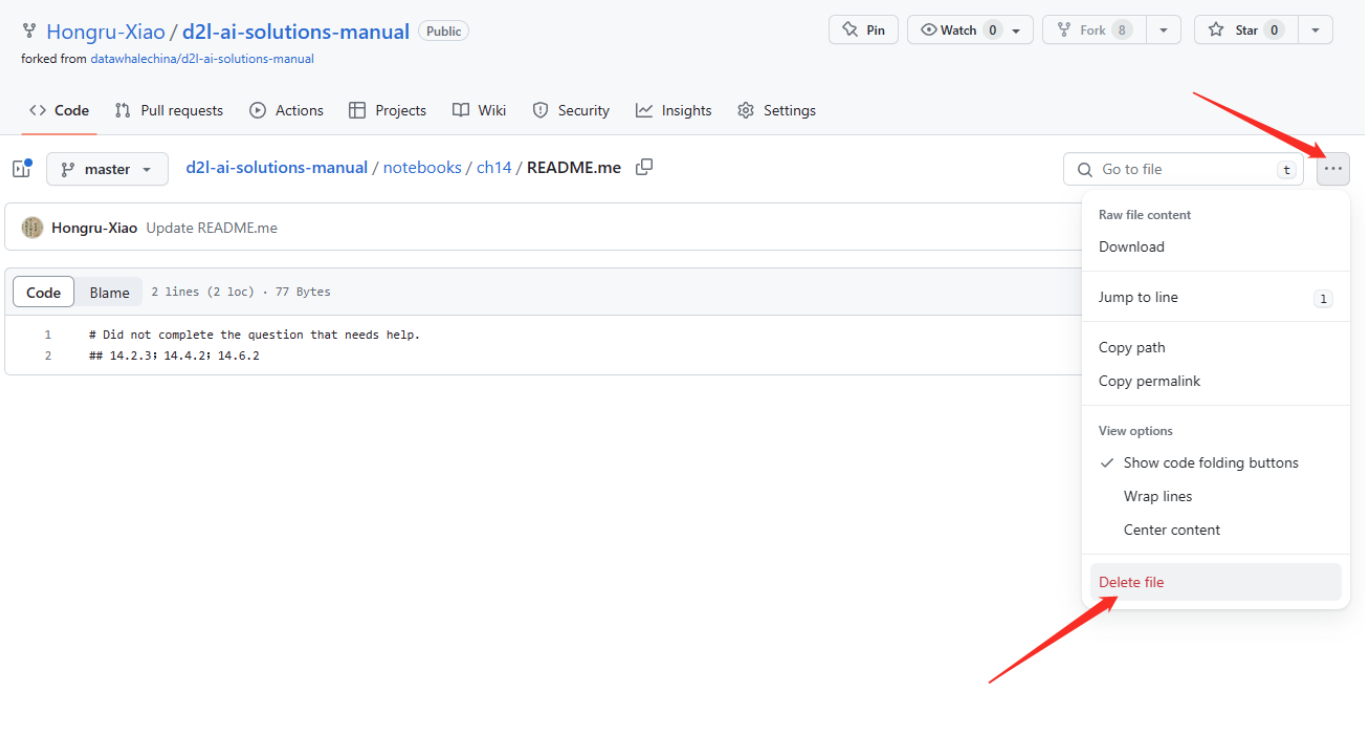 Hongru-Xiao / d2l-ai-solutions-manual Public
Pin Watch 0 Fork 8 Star 0
forked from datawhalechina/d2l-ai-solutions-manual
Code Pull requests Actions Projects Wiki Security Insights Settings
master d2l-ai-solutions-manual / notebooks / ch14 / README.me Go to file t ...
Hongru-Xiao Update README.me
Code Blame 2 lines (2 loc) · 77 Bytes
1 # Did not complete the question that needs help.
2 ## 14.2.3; 14.4.2; 14.6.2
Raw file content
Download
Jump to line 1
Copy path
Copy permalink
View options
Show code folding buttons
Wrap lines
Center content
Delete file